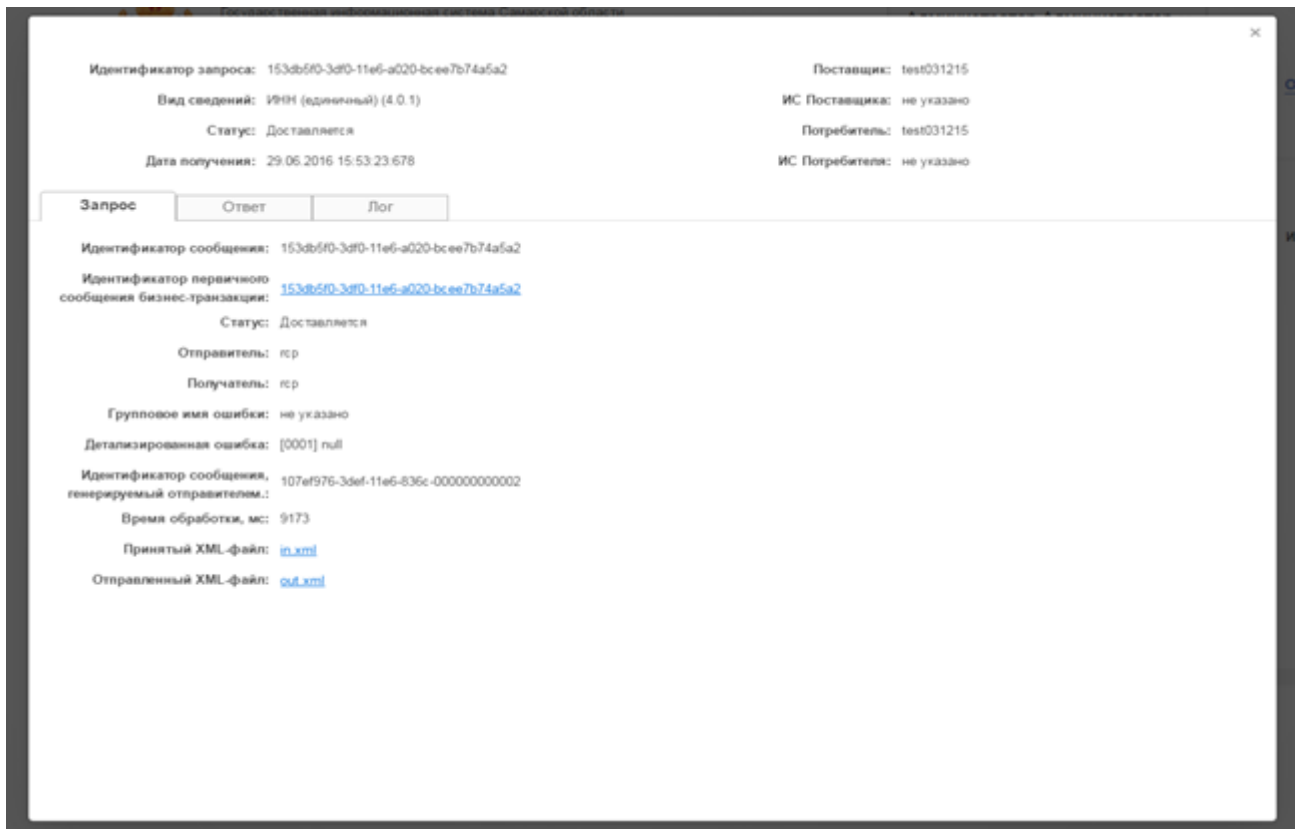 Государственная информационная система Самарской области
×
Идентификатор запроса: 153db5f0-3df0-11e6-a020-bcee7b74a5a2
Поставщик: test031215
Вид сведений: ИНН (единичный) (4.0.1)
ИС Поставщика: не указано
Статус: Доставляется
Потребитель: test031215
Дата получения: 29.06.2016 15:53:23:678
ИС Потребителя: не указано
Запрос Ответ Лог
Идентификатор сообщения: 153db5f0-3df0-11e6-a020-bcee7b74a5a2
Идентификатор первичного
сообщения бизнес-транзакции: 153db5f0-3df0-11e6-a020-bcee7b74a5a2
Статус: Доставляется
Отправитель: rcp
Получатель: rcp
Групповое имя ошибки: не указано
Детализированная ошибка: [0001] null
Идентификатор сообщения,
генерируемый отправителем.: 107ef976-3def-11e6-836c-000000000002
Время обработки, мс: 9173
Принятый XML-файл: in.xml
Отправленный XML-файл: out.xml